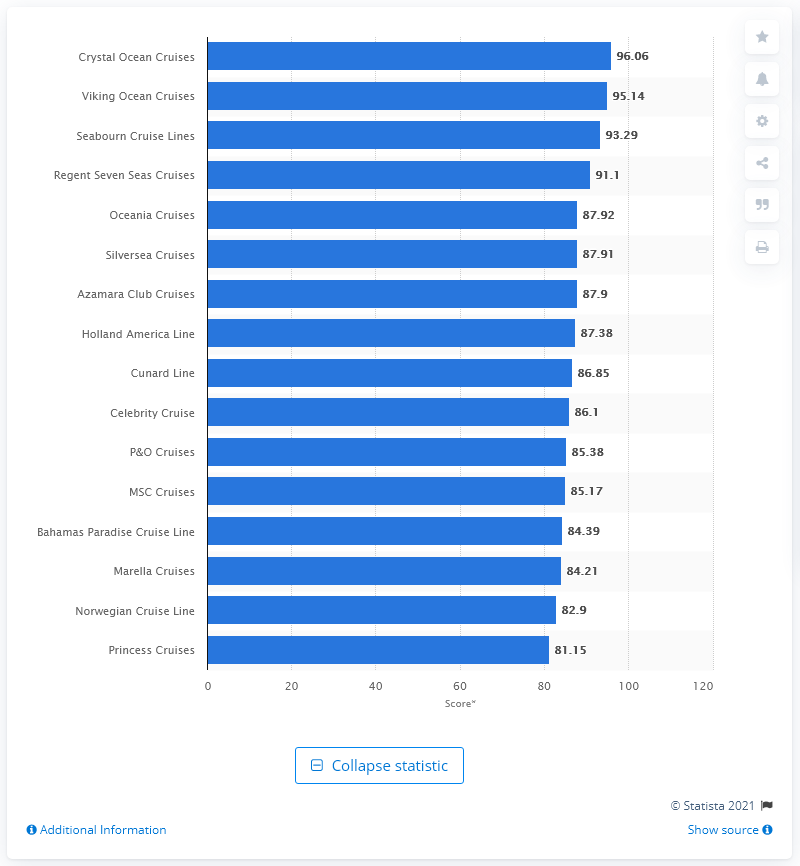 Crystal Ocean Cruises 96.06
Viking Ocean Cruises 95.14
Seabourn Cruise Lines 93.29
Regent Seven Seas Cruises 91.1
Oceania Cruises 87.92
Silversea Cruises 87.91
Azamara Club Cruises 87.9
Holland America Line 87.38
Cunard Line 86.85
Celebrity Cruise 86.1
P&O Cruises 85.38
MSC Cruises 85.17
Bahamas Paradise Cruise Line 84.39
Marella Cruises 84.21
Norwegian Cruise Line 82.9
Princess Cruises 81.15
0 20 40 60 80 100 120
Score*
Collapse statistic
© Statista 2021
Additional Information Show source